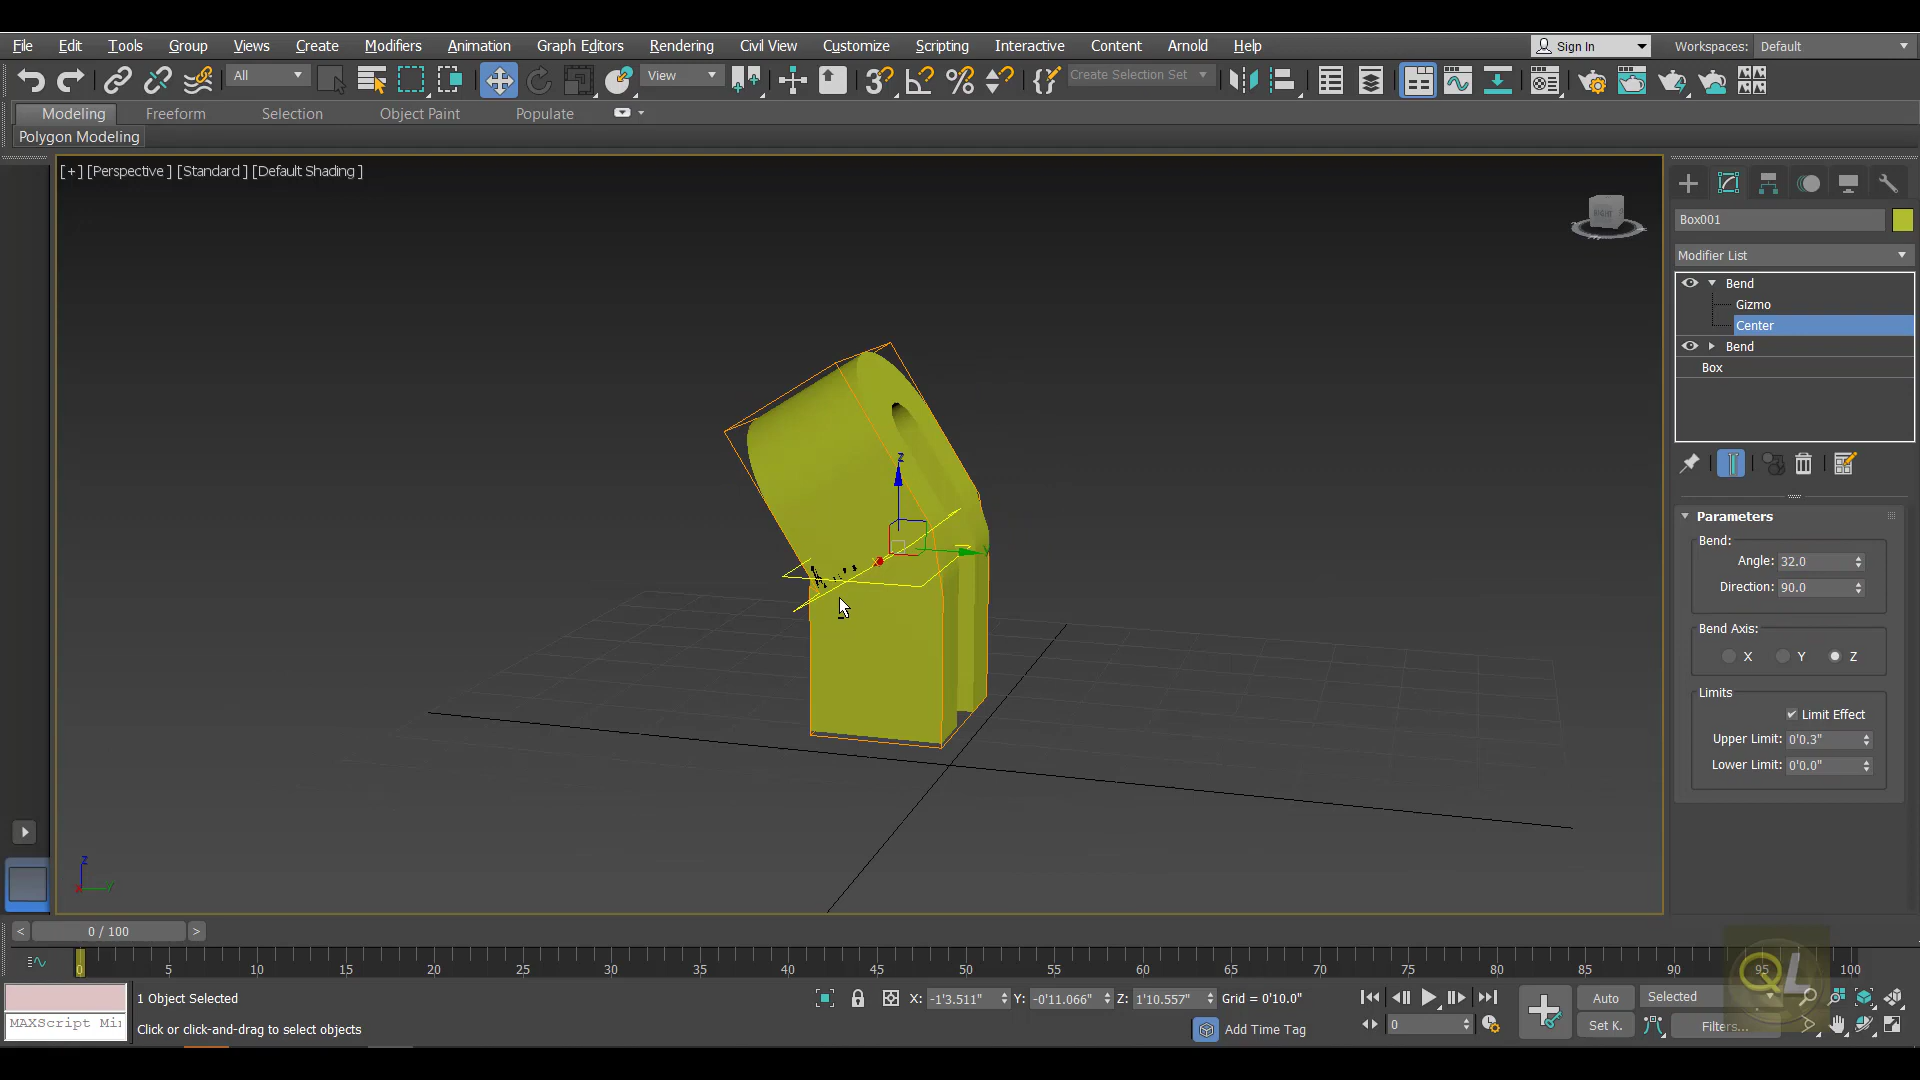 File Edit Tools Group Views Create Modifiers Animation Graph Editors Rendering Civil View Customize Scripting Interactive Content Arnold Help Sign In Workspaces: Default
All View Create Selection Set
Modeling Freeform Selection Object Paint Populate
Polygon Modeling
[+] [Perspective ] [Standard ] [Default Shading ]
RIGHT
Box001
Modifier List
Bend
Gizmo
Center
Bend
Box
z
x
y
Parameters
Bend:
Angle: 32.0
Direction: 90.0
Bend Axis:
X Y Z
Limits
Limit Effect
Upper Limit: 0'0.3"
Lower Limit: 0'0.0"
z
x y
< 0 / 100 >
0 5 10 15 20 25 30 35 40 45 50 55 60 65 70 75 80 85 90 95 100
QL
1 Object Selected X: -1'3.511" Y: -0'11.066" Z: 1'10.557" Grid = 0'10.0" Auto Selected
MAXScript Mi Click or click-and-drag to select objects Add Time Tag 0 Set K. Filters...